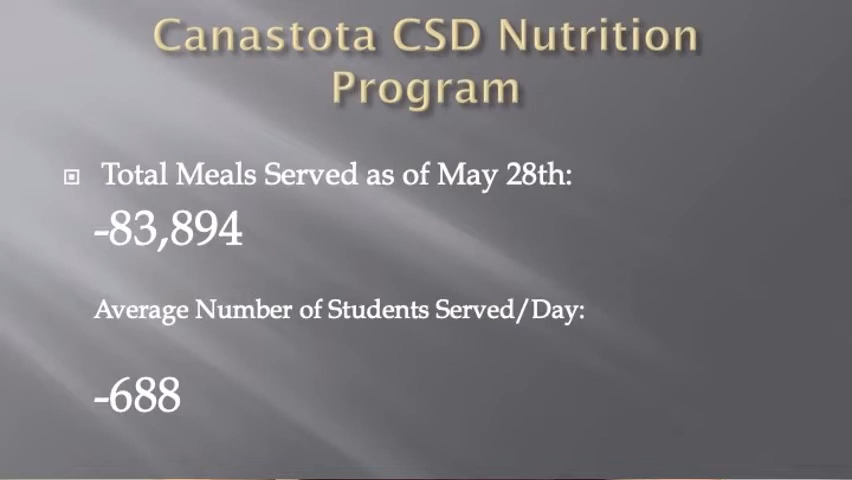 Canastota CSD Nutrition
Program
Total Meals Served as of May 28th:
-83,894
Average Number of Students Served/Day:
-688